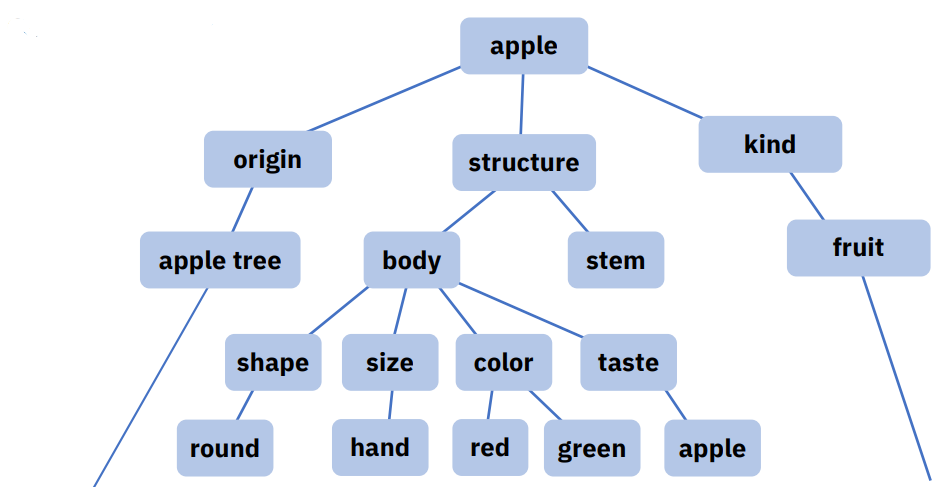 apple
origin
structure
kind
apple tree
body
stem
fruit
shape
size
color
taste
round
hand
red
green
apple